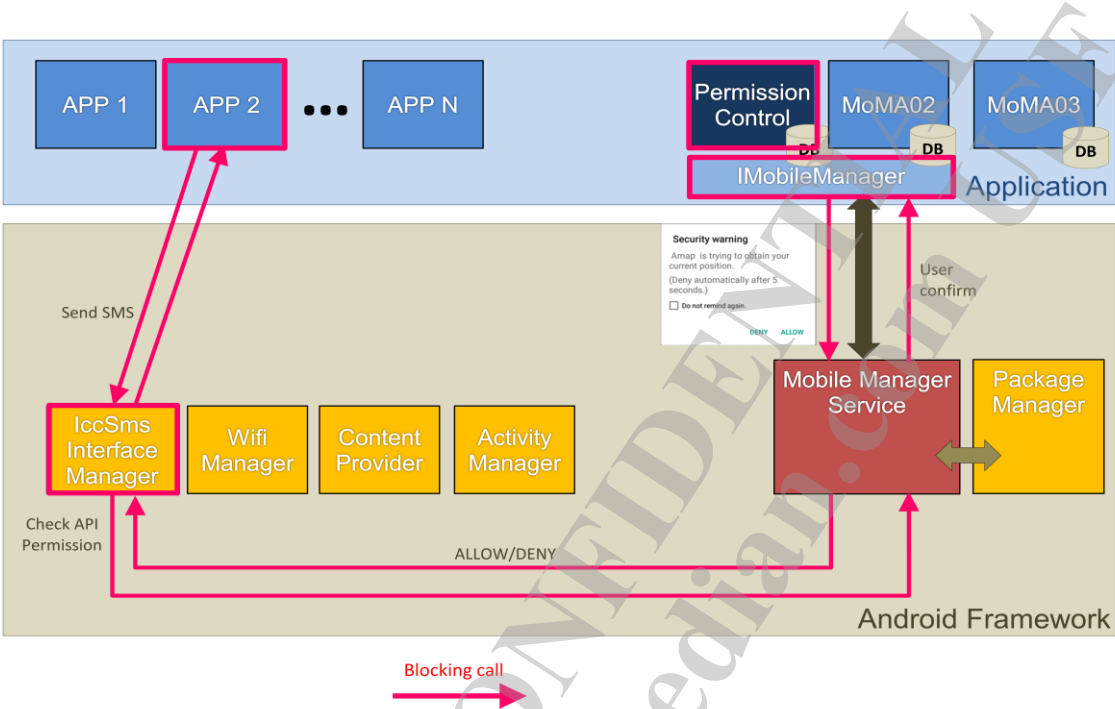 APP 1
APP 2
...
APP N
Permission
Control
DB
MoMA02
DB
MoMA03
DB
IMobileManager
Application
Security warning
Amap is trying to obtain your
current position.
(Deny automatically after 5
seconds.)
Do not remind again.
DENY ALLOW
User
confirm
Send SMS
Mobile Manager
Service
Package
Manager
IccSms
Interface
Manager
Wifi
Manager
Content
Provider
Activity
Manager
Check API
Permission
ALLOW/DENY
Android Framework
Blocking call
CONFIDENTIAL
USE